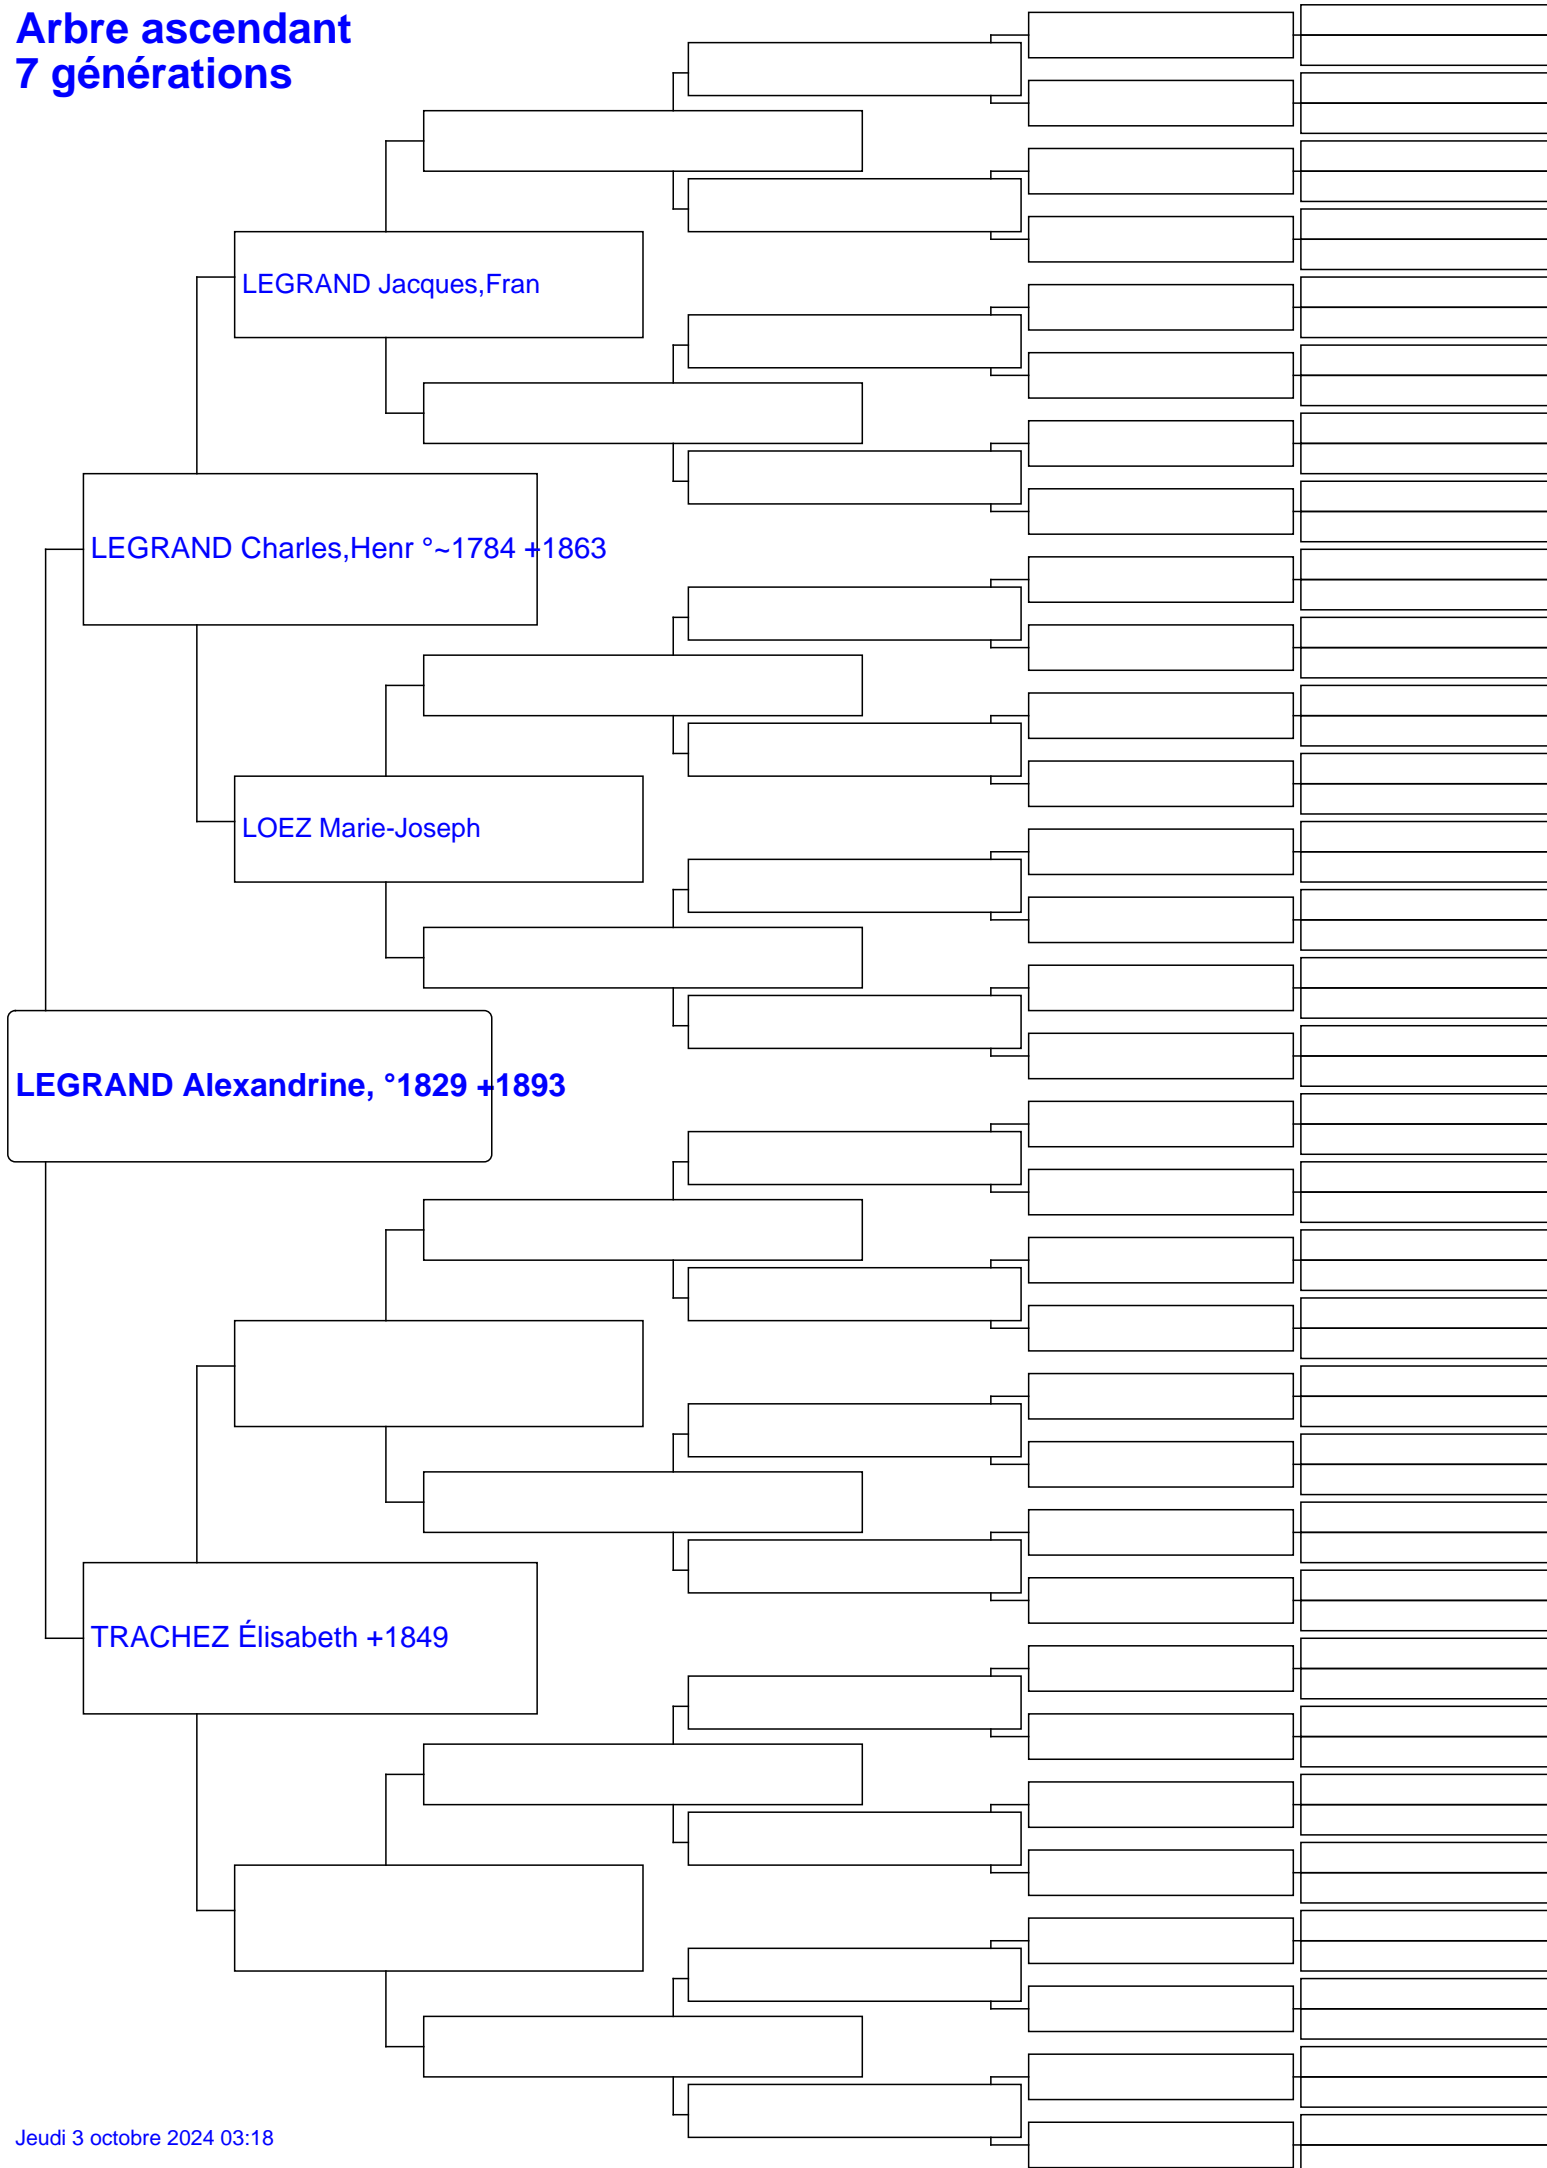 Arbre ascendant
7 générations
LEGRAND Jacques,Fran
LEGRAND Charles,Henr °~1784 +1863
LOEZ Marie-Joseph
LEGRAND Alexandrine, °1829 +1893
TRACHEZ Élisabeth +1849
Jeudi 3 octobre 2024 03:18